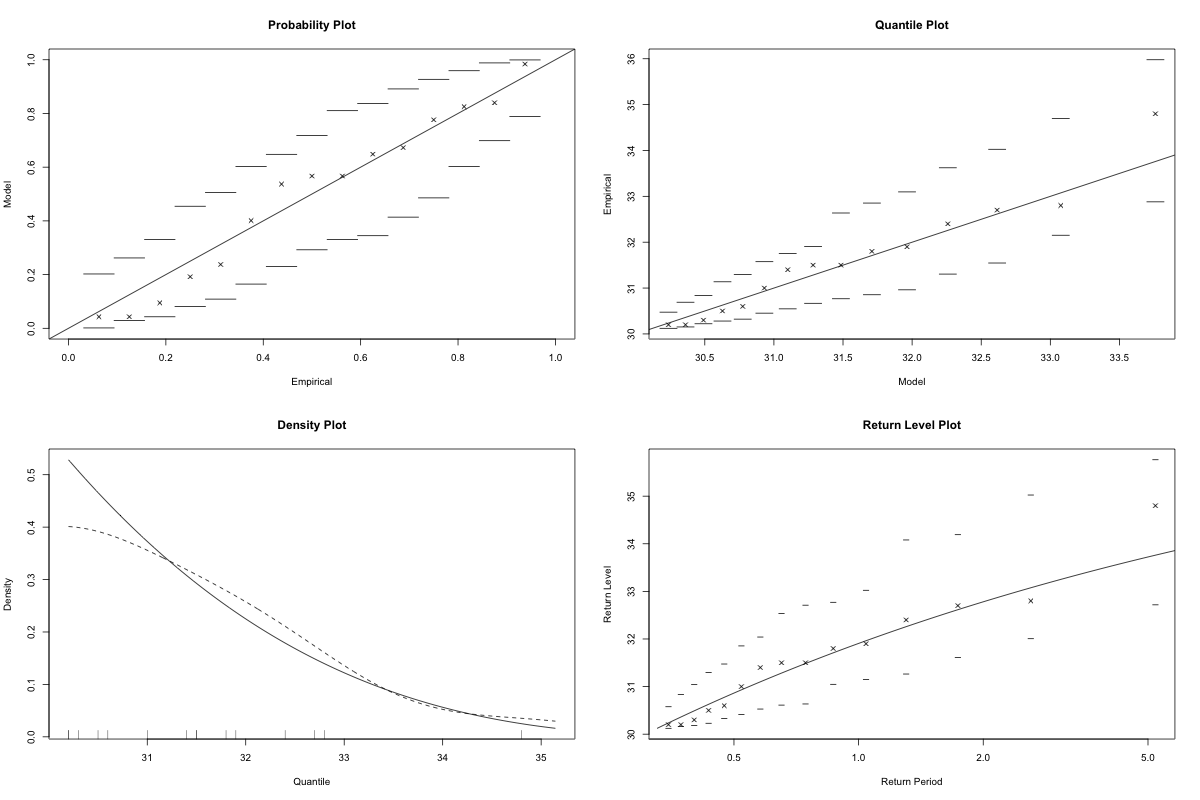 Probability Plot
Model
0.0 0.2 0.4 0.6 0.8 1.0
0.0 0.2 0.4 0.6 0.8 1.0
Empirical
Quantile Plot
Empirical
30 31 32 33 34 35 36
30.5 31.0 31.5 32.0 32.5 33.0 33.5
Model
Density Plot
Density
0.0 0.1 0.2 0.3 0.4 0.5
31 32 33 34 35
Quantile
Return Level Plot
Return Level
30 31 32 33 34 35
0.5 1.0 2.0 5.0
Return Period